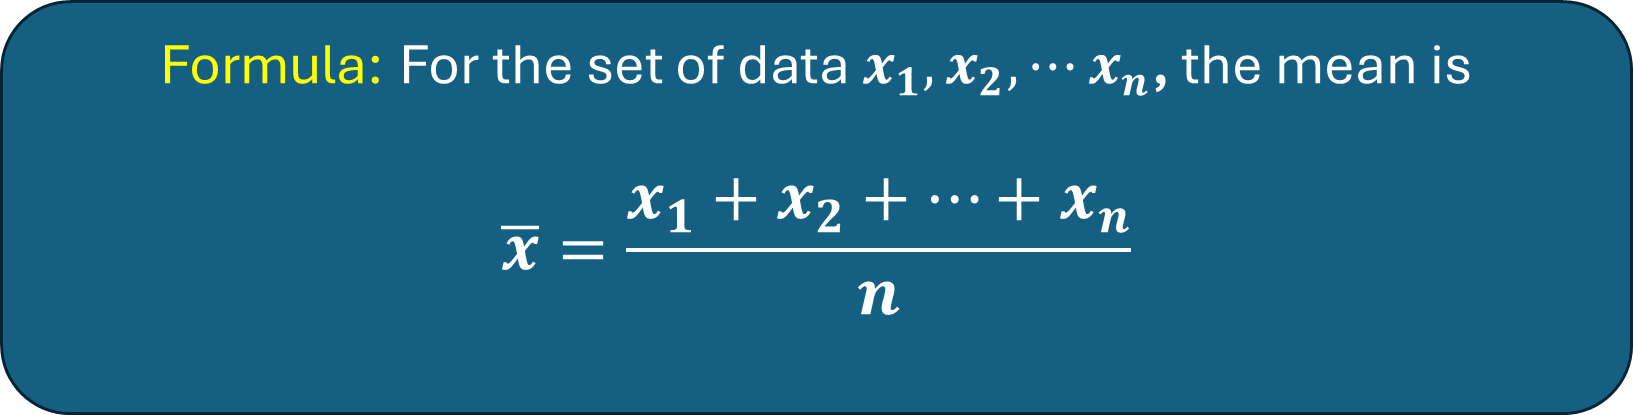 Formula: For the set of data x₁, x₂, ⋯ xₙ, the mean is
x̅ = (x₁ + x₂ + ⋯ + xₙ) / n